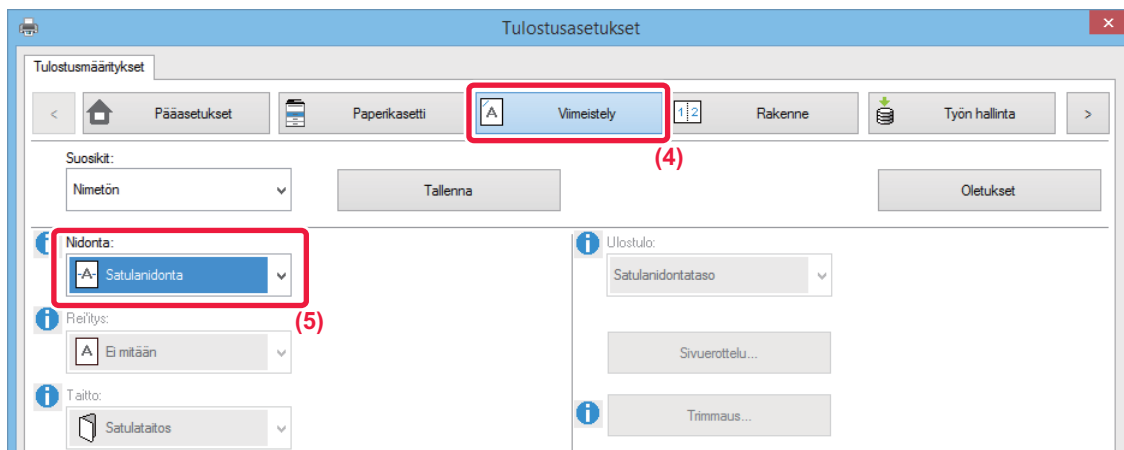 Tulostusasetukset
Tulostusmääritykset
< Pääasetukset Paperikasetti A Viimeistely 1 2 Rakenne Työn hallinta >
(4)
Suosikit:
Nimetön Tallenna Oletukset
i Nidonta: i Ulostulo:
-A- Satulanidonta Satulanidontataso
(5)
i Rei'itys:
A Ei mitään Sivuerottelu...
i Taitto:
Satulataitos i Trimmaus...